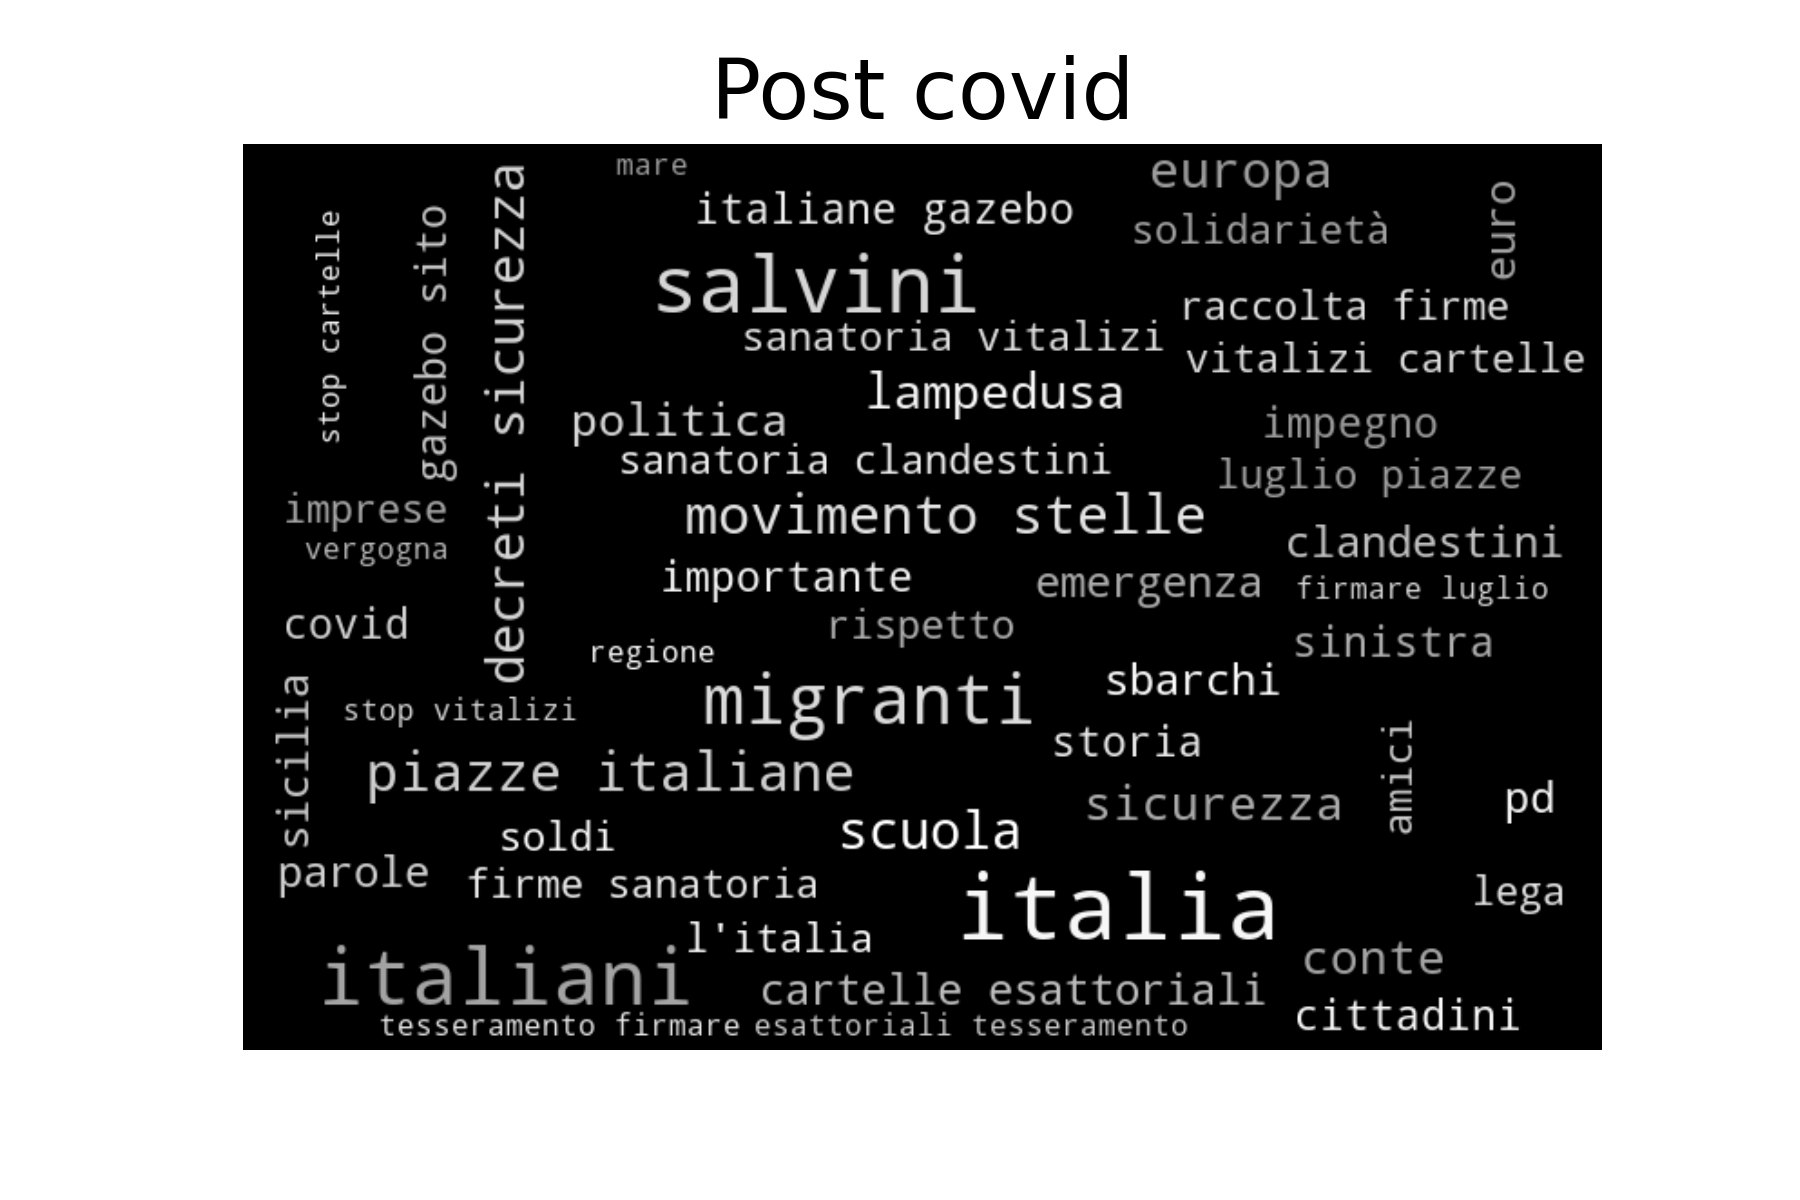 Post covid
mare
europa
italiane gazebo
solidarietà
euro
stop cartelle
gazebo sito
decreti sicurezza
salvini
raccolta firme
sanatoria vitalizi
vitalizi cartelle
lampedusa
politica
impegno
sanatoria clandestini
luglio piazze
imprese
movimento stelle
vergogna
clandestini
importante
emergenza
firmare luglio
covid
rispetto
sinistra
regione
sbarchi
migranti
sicilia
stop vitalizi
storia
piazze italiane
amici
sicurezza
pd
soldi
scuola
parole
firme sanatoria
lega
italia
l'italia
conte
italiani
cartelle esattoriali
cittadini
tesseramento firmare
esattoriali tesseramento